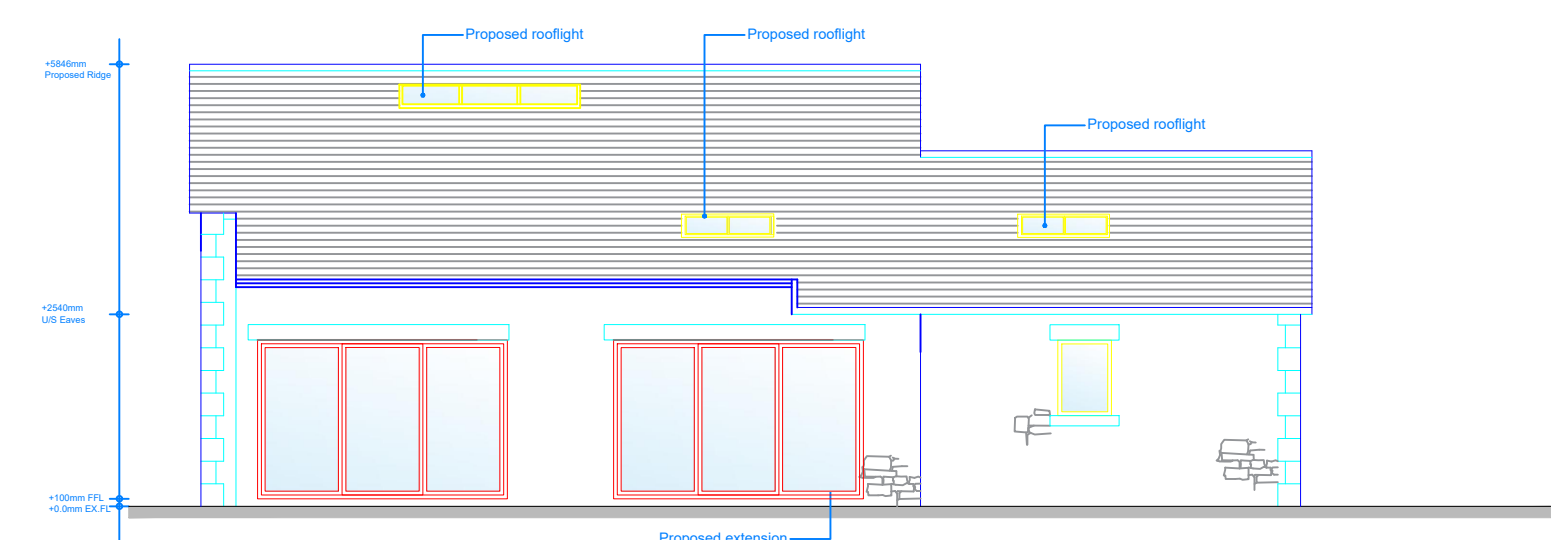 Proposed rooflight
Proposed rooflight
+5846mm
Proposed Ridge
Proposed rooflight
+2540mm
U/S Eaves
+100mm FFL
+0.0mm EX.FL
Proposed extension